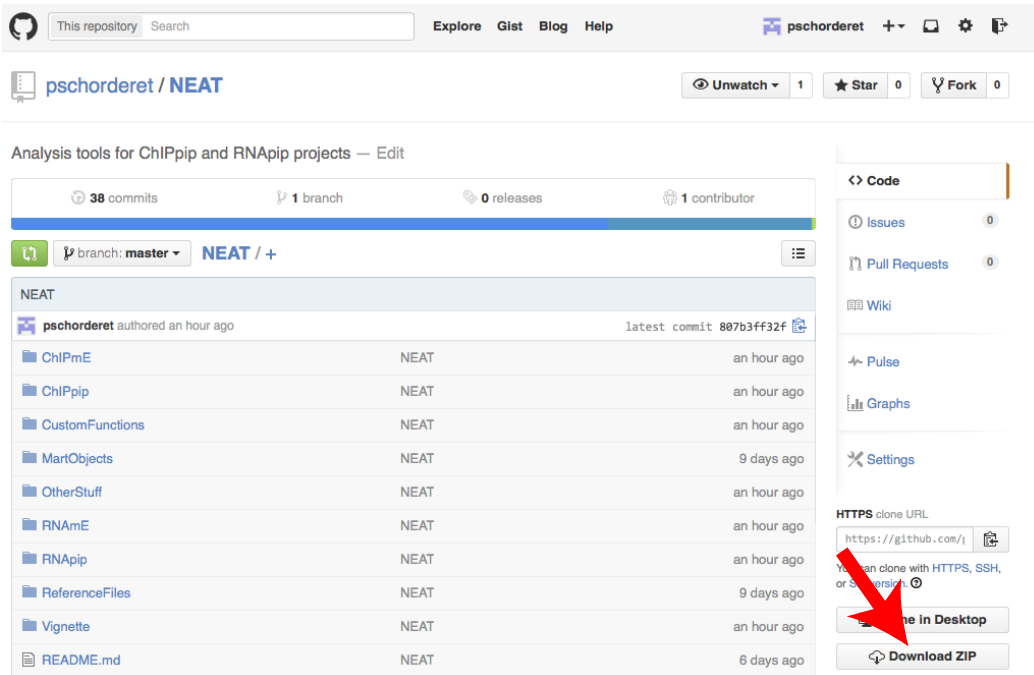 This repository Search Explore Gist Blog Help pschorderet
pschorderet / NEAT Unwatch 1 Star 0 Fork 0
Analysis tools for ChIPpip and RNApip projects — Edit
38 commits 1 branch 0 releases 1 contributor
branch: master NEAT / +
NEAT
pschorderet authored an hour ago latest commit 807b3ff32f
ChIPmE NEAT an hour ago
ChIPpip NEAT an hour ago
CustomFunctions NEAT an hour ago
MartObjects NEAT 9 days ago
OtherStuff NEAT an hour ago
RNAmE NEAT an hour ago
RNApip NEAT an hour ago
ReferenceFiles NEAT 9 days ago
Vignette NEAT an hour ago
README.md NEAT 6 days ago
Code
Issues 0
Pull Requests 0
Wiki
Pulse
Graphs
Settings
HTTPS clone URL
https://github.com/
can clone with HTTPS, SSH,
or
in Desktop
Download ZIP